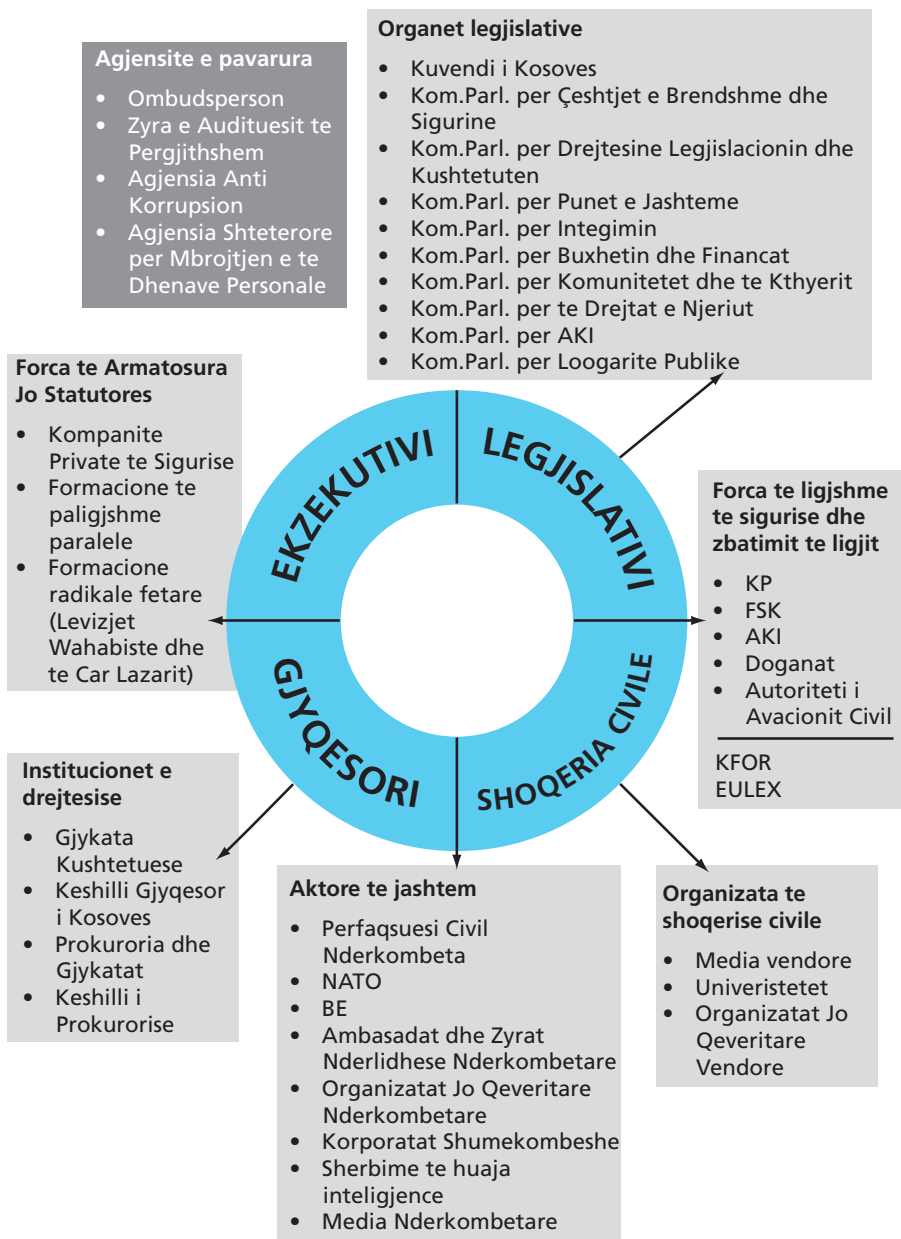 Agjensite e pavarura
• Ombudsperson
• Zyra e Audituesit te
Pergjithshem
• Agjensia Anti
Korrupsion
• Agjensia Shteterore
per Mbrojtjen e te
Dhenave Personale
Organet legjislative
• Kuvendi i Kosoves
• Kom.Parl. per Çeshtjet e Brendshme dhe
Sigurine
• Kom.Parl. per Drejtesine Legjislacionin dhe
Kushtetuten
• Kom.Parl. per Punet e Jashteme
• Kom.Parl. per Integimin
• Kom.Parl. per Buxhetin dhe Financat
• Kom.Parl. per Komunitetet dhe te Kthyerit
• Kom.Parl. per te Drejtat e Njeriut
• Kom.Parl. per AKI
• Kom.Parl. per Loogarite Publike
Forca te Armatosura
Jo Statutores
• Kompanite
Private te Sigurise
• Formacione te
paligjshme
paralele
• Formacione
radikale fetare
(Levizjet
Wahabiste dhe
te Car Lazarit)
EKZEKUTIVI
LEGJISLATIVI
GJYQESORI
SHOQERIA CIVILE
Forca te ligjshme
te sigurise dhe
zbatimit te ligjit
• KP
• FSK
• AKI
• Doganat
• Autoriteti i
Avacionit Civil
KFOR
EULEX
Institucionet e
drejtesise
• Gjykata
Kushtetuese
• Keshilli Gjyqesor
i Kosoves
• Prokuroria dhe
Gjykatat
• Keshilli i
Prokurorise
Aktore te jashtem
• Perfaqsuesi Civil
Nderkombeta
• NATO
• BE
• Ambasadat dhe Zyrat
Nderlidhese Nderkombetare
• Organizatat Jo Qeveritare
Nderkombetare
• Korporatat Shumekombeshe
• Sherbime te huaja
inteligjence
• Media Nderkombetare
Organizata te
shoqerise civile
• Media vendore
• Univeristetet
• Organizatat Jo
Qeveritare
Vendore